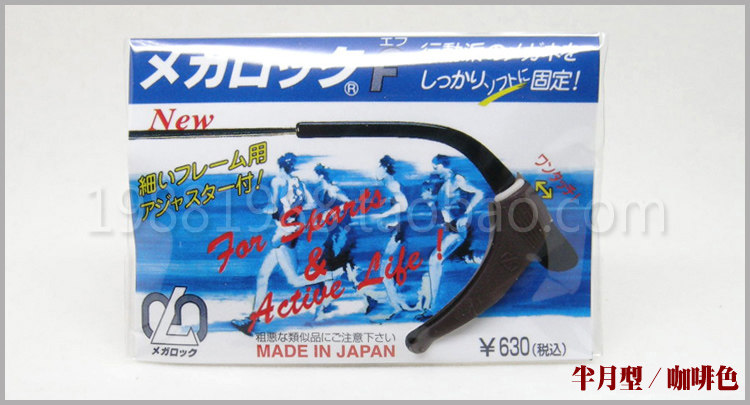 メガロック®
エフ
F
行動派のメガネを
しっかりソフトに固定!
New
細いフレーム用
アジャスター付!
ワンタッチ
198819@taobao.com
For Sports
&
Active Life!
メガロック
粗悪な類似品にご注意下さい
MADE IN JAPAN
¥630(税込)
半月型/咖啡色